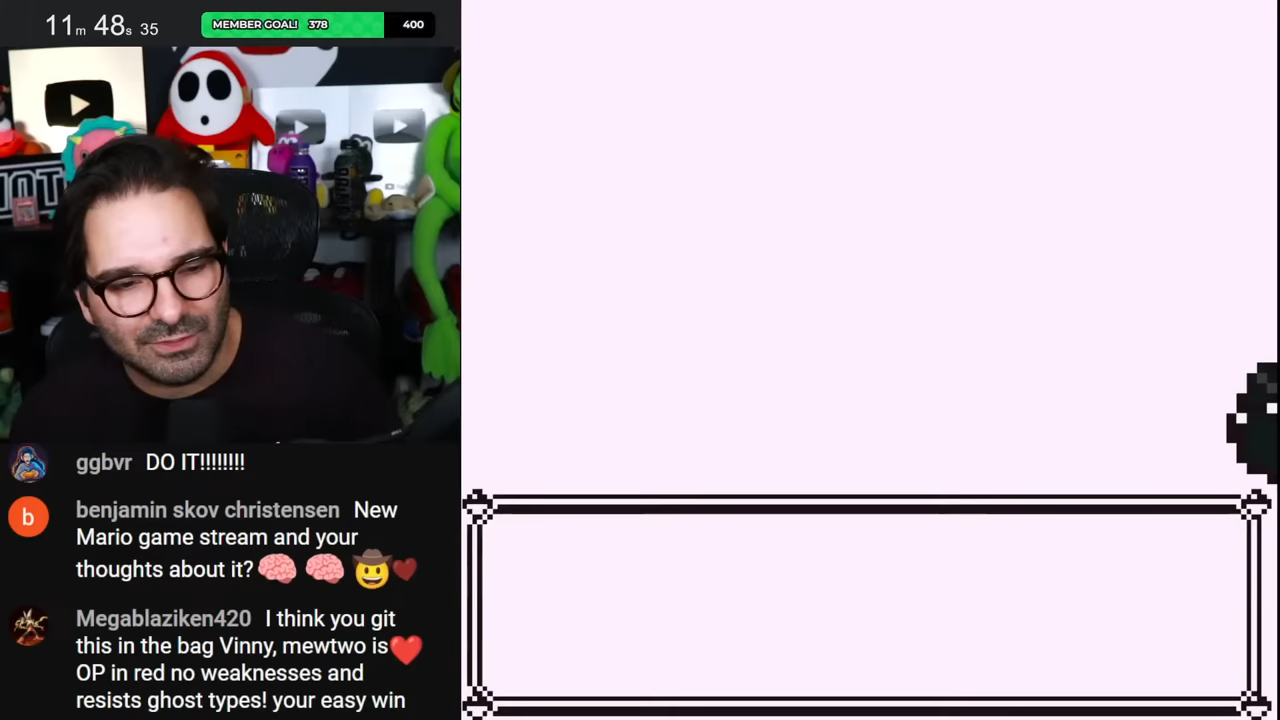 11m 48s 35
MEMBER GOAL! 378 400
ggbvr DO IT!!!!!!!!
benjamin skov christensen New
Mario game stream and your
thoughts about it?🧠 🧠 🤠❤️
b
Megablaziken420 I think you git
this in the bag Vinny, mewtwo is
OP in red no weaknesses and
resists ghost types! your easy win